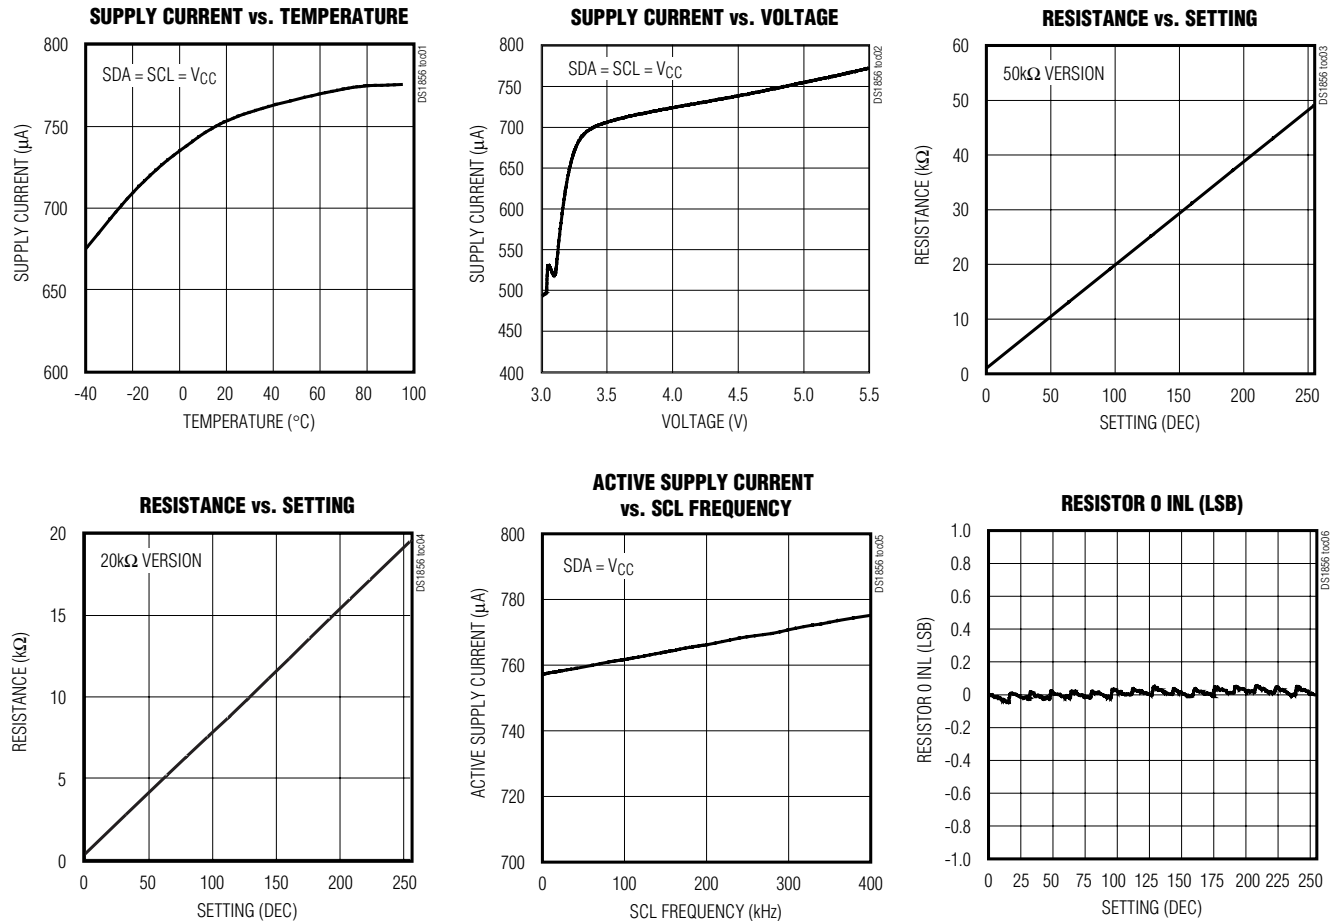 SUPPLY CURRENT vs. TEMPERATURE
800
750
700
650
600
SUPPLY CURRENT (μA)
SDA = SCL = VCC
DS1856 toc01
-40 -20 0 20 40 60 80 100
TEMPERATURE (°C)
SUPPLY CURRENT vs. VOLTAGE
800
750
700
650
600
550
500
450
400
SUPPLY CURRENT (μA)
SDA = SCL = VCC
DS1856 toc02
3.0 3.5 4.0 4.5 5.0 5.5
VOLTAGE (V)
RESISTANCE vs. SETTING
60
50
40
30
20
10
0
RESISTANCE (kΩ)
50kΩ VERSION
DS1856 toc03
0 50 100 150 200 250
SETTING (DEC)
RESISTANCE vs. SETTING
20
15
10
5
0
RESISTANCE (kΩ)
20kΩ VERSION
DS1856 toc04
0 50 100 150 200 250
SETTING (DEC)
ACTIVE SUPPLY CURRENT
vs. SCL FREQUENCY
800
780
760
740
720
700
ACTIVE SUPPLY CURRENT (μA)
SDA = VCC
DS1856 toc05
0 100 200 300 400
SCL FREQUENCY (kHz)
RESISTOR 0 INL (LSB)
1.0
0.8
0.6
0.4
0.2
0
-0.2
-0.4
-0.6
-0.8
-1.0
RESISTOR 0 INL (LSB)
DS1856 toc06
0 25 50 75 100 125 150 175 200 225 250
SETTING (DEC)